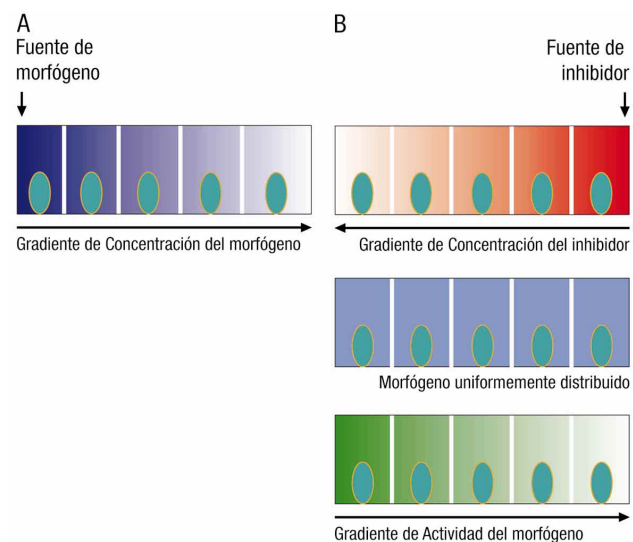 A
Fuente de
morfógeno
Gradiente de Concentración del morfógeno
B
Fuente de
inhibidor
Gradiente de Concentración del inhibidor
Morfógeno uniformemente distribuido
Gradiente de Actividad del morfógeno